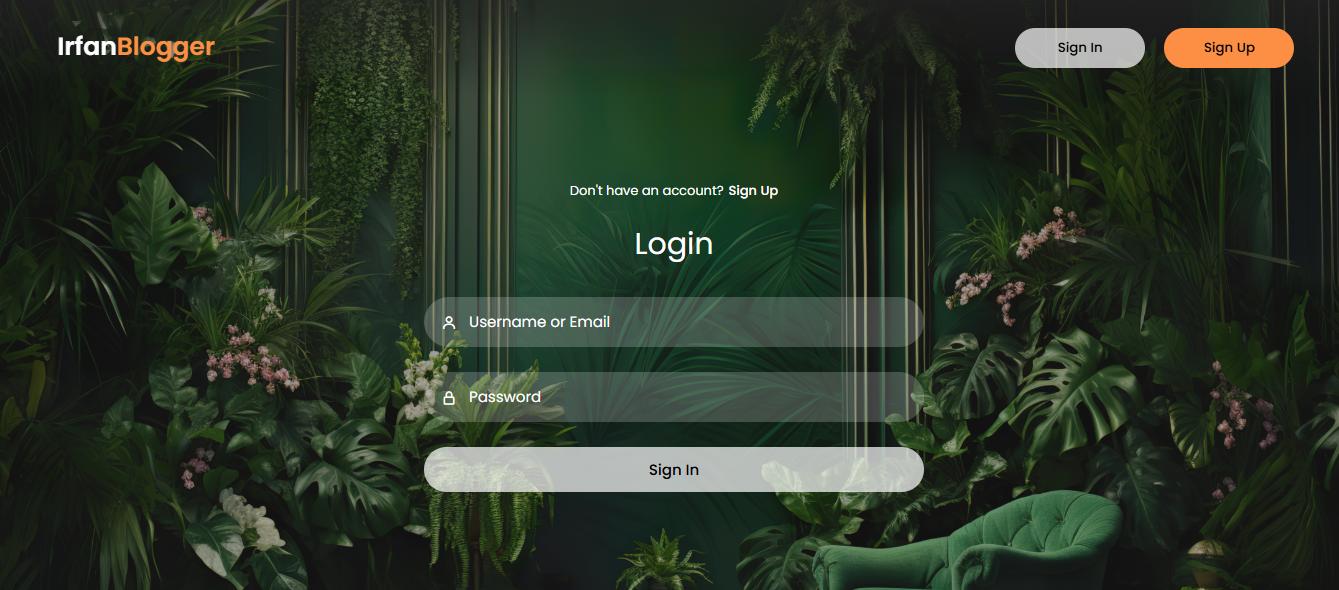 IrfanBlogger
Sign In
Sign Up
Don't have an account? Sign Up
Login
Username or Email
Password
Sign In